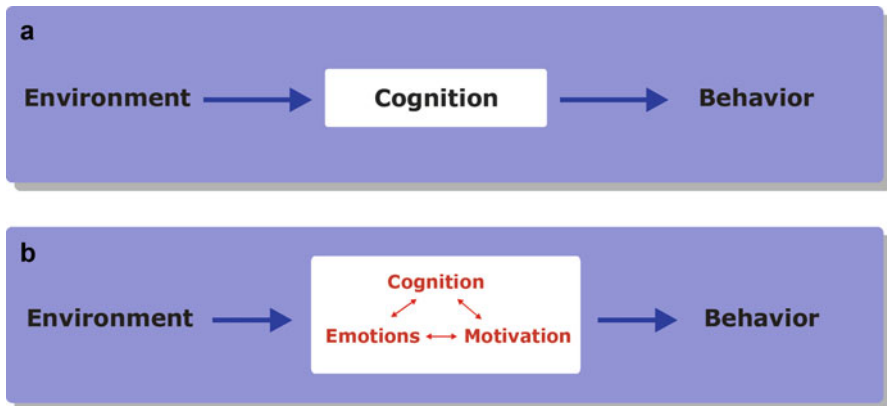 a
Environment Cognition Behavior
b
Cognition
Environment Emotions Motivation Behavior